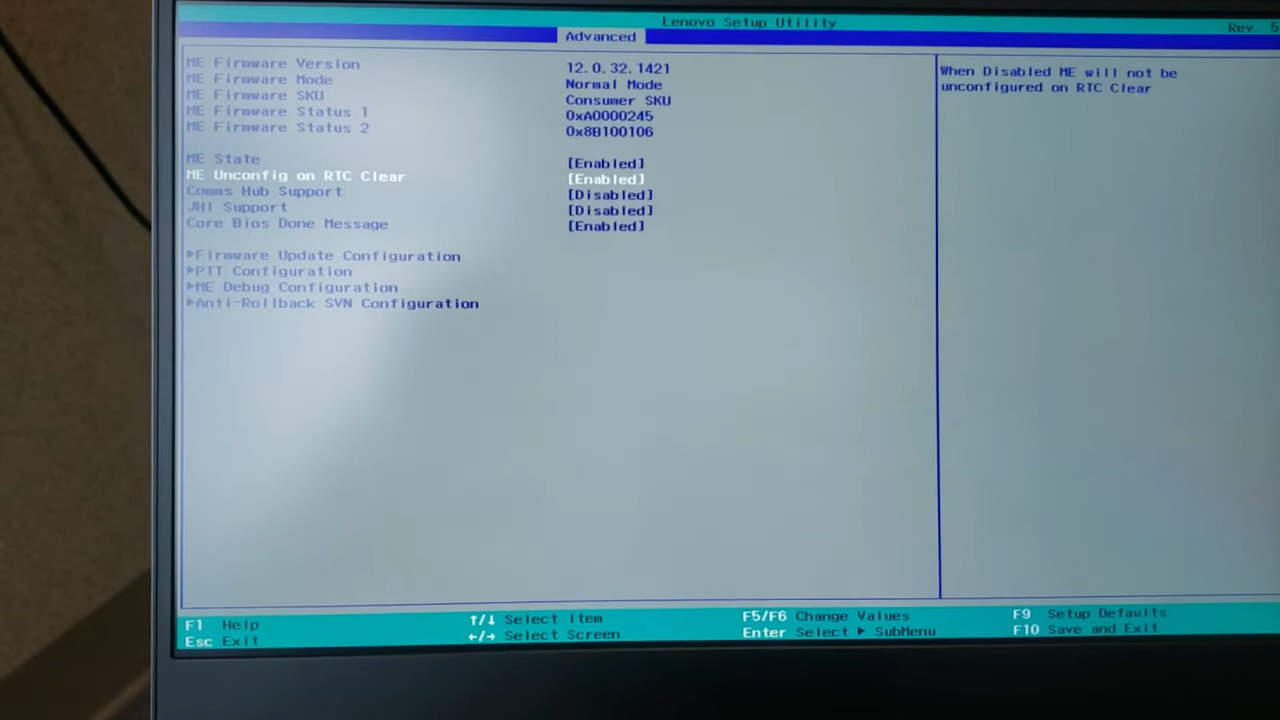 Lenovo Setup Utility
Rev. 5
Advanced
ME Firmware Version 12.0.32.1421
ME Firmware Mode Normal Mode
ME Firmware SKU Consumer SKU
ME Firmware Status 1 0xA0000245
ME Firmware Status 2 0x8B100106
ME State [Enabled]
ME Unconfig on RTC Clear [Enabled]
Comms Hub Support [Disabled]
JHI Support [Disabled]
Core Bios Done Message [Enabled]
▶Firmware Update Configuration
▶PTT Configuration
▶ME Debug Configuration
▶Anti-Rollback SVN Configuration
When Disabled ME will not be
unconfigured on RTC Clear
F1 Help ↑/↓ Select Item F5/F6 Change Values F9 Setup Defaults
Esc Exit ←/→ Select Screen Enter Select ▶ SubMenu F10 Save and Exit